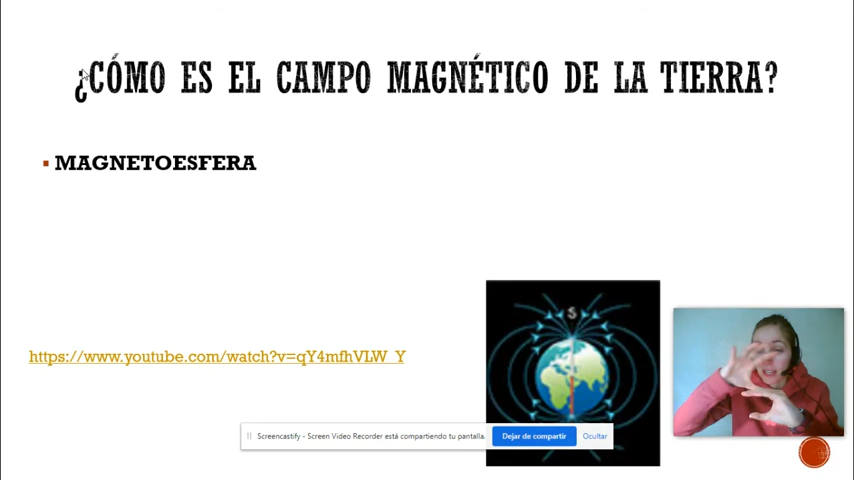 ¿CÓMO ES EL CAMPO MAGNÉTICO DE LA TIERRA?
▪ MAGNETOESFERA
S
https://www.youtube.com/watch?v=qY4mfhVLW_Y
Screencastify - Screen Video Recorder está compartiendo tu pantalla. Dejar de compartir Ocultar